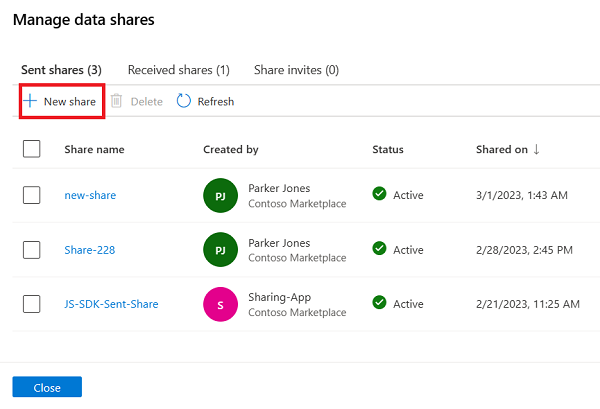 Manage data shares
Sent shares (3) Received shares (1) Share invites (0)
New share Delete Refresh
Share name Created by Status Shared on ↓
new-share PJ Parker Jones Active 3/1/2023, 1:43 AM
Contoso Marketplace
Share-228 PJ Parker Jones Active 2/28/2023, 2:45 PM
Contoso Marketplace
JS-SDK-Sent-Share S Sharing-App Active 2/21/2023, 11:25 AM
Contoso Marketplace
Close